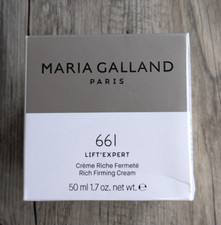 MARIA GALLAND
PARIS
661
LIFT'EXPERT
Crème Riche Fermeté
Rich Firming Cream
50 ml 1.7 oz. net wt. ℮